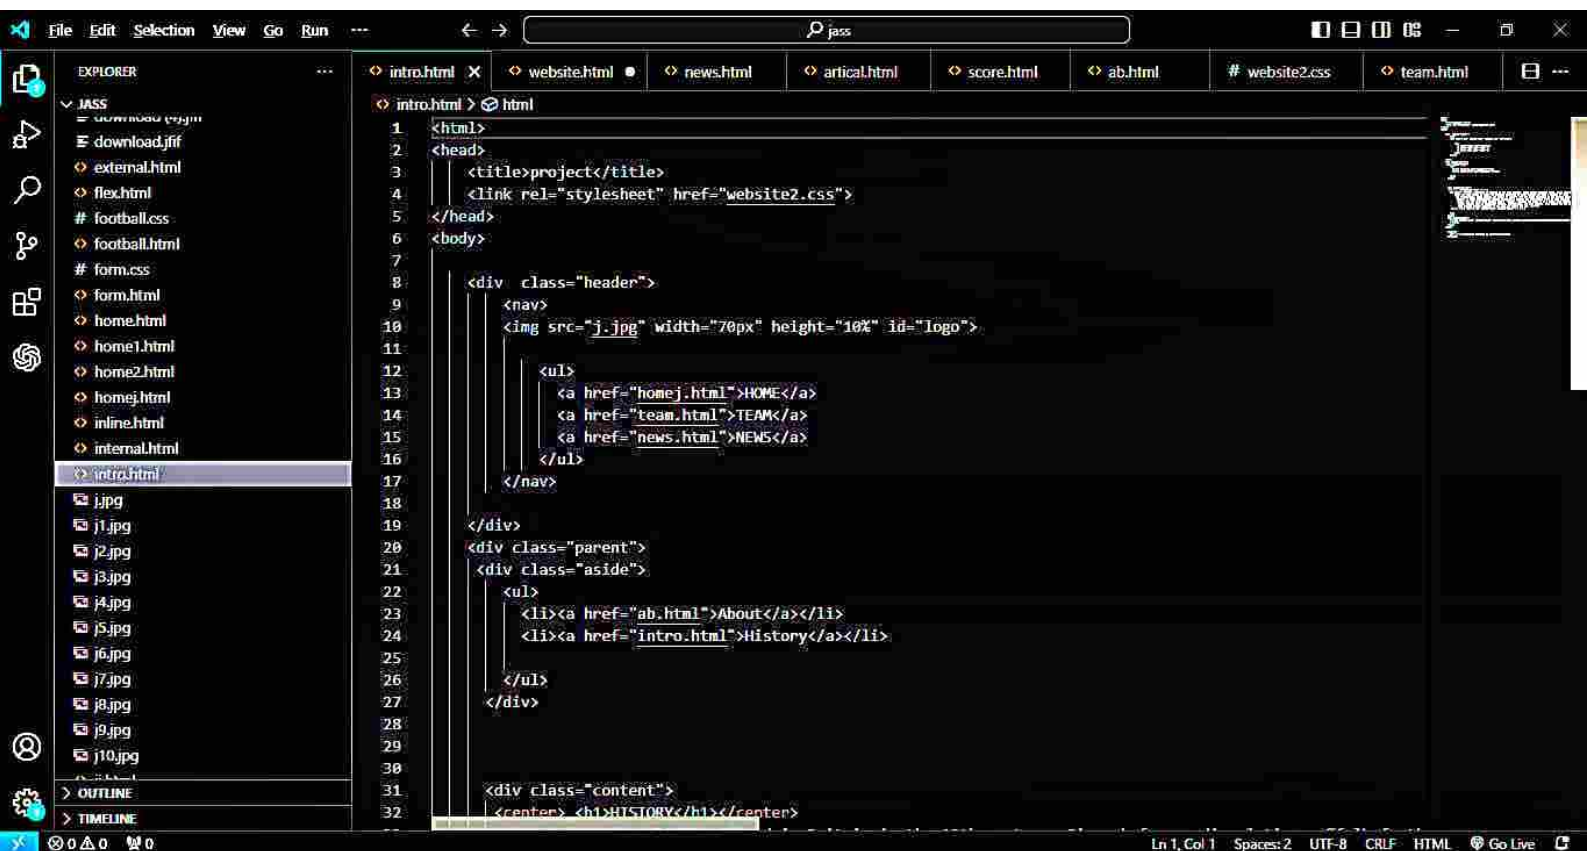 File Edit Selection View Go Run ... jass
EXPLORER ...
intro.html website.html news.html artical.html score.html ab.html # website2.css team.html ...
JASS
intro.html > html
download (4).jfif
download.jfif
external.html
flex.html
# football.css
football.html
# form.css
form.html
home.html
home1.html
home2.html
homej.html
inline.html
internal.html
intro.html
j.jpg
j1.jpg
j2.jpg
j3.jpg
j4.jpg
j5.jpg
j6.jpg
j7.jpg
j8.jpg
j9.jpg
j10.jpg
OUTLINE
TIMELINE
1 <html>
2 <head>
3 <title>project</title>
4 <link rel="stylesheet" href="website2.css">
5 </head>
6 <body>
7
8 <div class="header">
9 <nav>
10 <img src="j.jpg" width="70px" height="10%" id="logo">
11
12 <ul>
13 <a href="homej.html">HOME</a>
14 <a href="team.html">TEAM</a>
15 <a href="news.html">NEWS</a>
16 </ul>
17 </nav>
18
19 </div>
20 <div class="parent">
21 <div class="aside">
22 <ul>
23 <li><a href="ab.html">About</a></li>
24 <li><a href="intro.html">History</a></li>
25
26 </ul>
27 </div>
28
29
30
31 <div class="content">
32 <center> <h1>HISTORY</h1></center>
0 0 0 Ln 1, Col 1 Spaces: 2 UTF-8 CRLF HTML Go Live